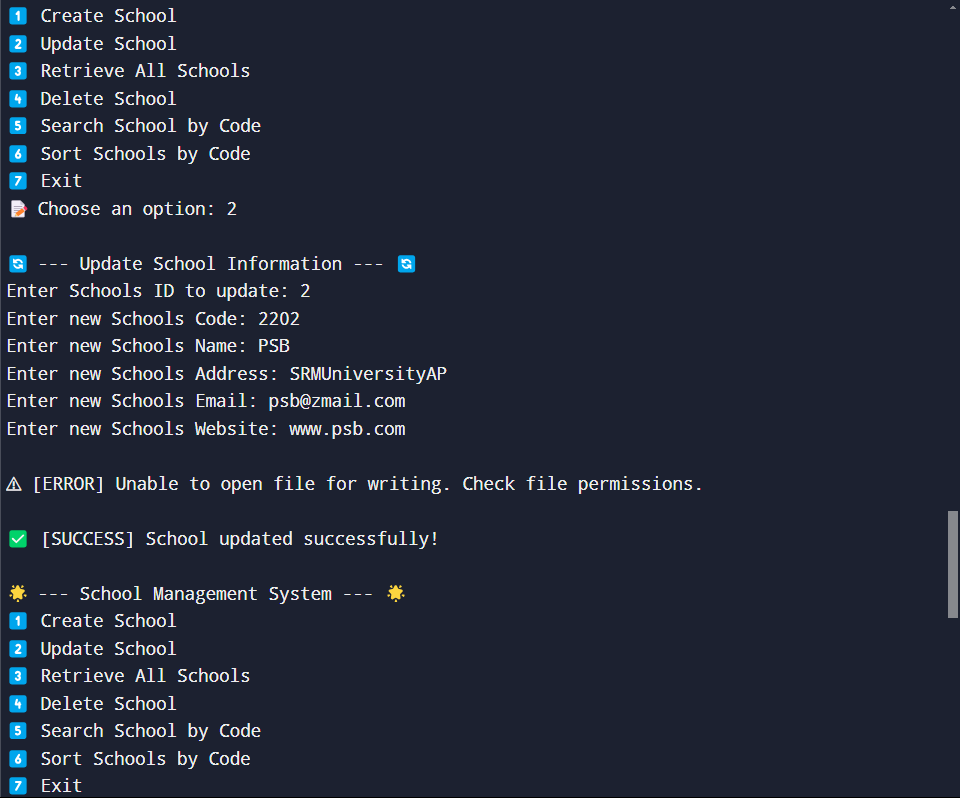 1️⃣ Create School
2️⃣ Update School
3️⃣ Retrieve All Schools
4️⃣ Delete School
5️⃣ Search School by Code
6️⃣ Sort Schools by Code
7️⃣ Exit
📝 Choose an option: 2
🔄 --- Update School Information --- 🔄
Enter Schools ID to update: 2
Enter new Schools Code: 2202
Enter new Schools Name: PSB
Enter new Schools Address: SRMUniversityAP
Enter new Schools Email: psb@zmail.com
Enter new Schools Website: www.psb.com
⚠ [ERROR] Unable to open file for writing. Check file permissions.
✅ [SUCCESS] School updated successfully!
🌟 --- School Management System --- 🌟
1️⃣ Create School
2️⃣ Update School
3️⃣ Retrieve All Schools
4️⃣ Delete School
5️⃣ Search School by Code
6️⃣ Sort Schools by Code
7️⃣ Exit